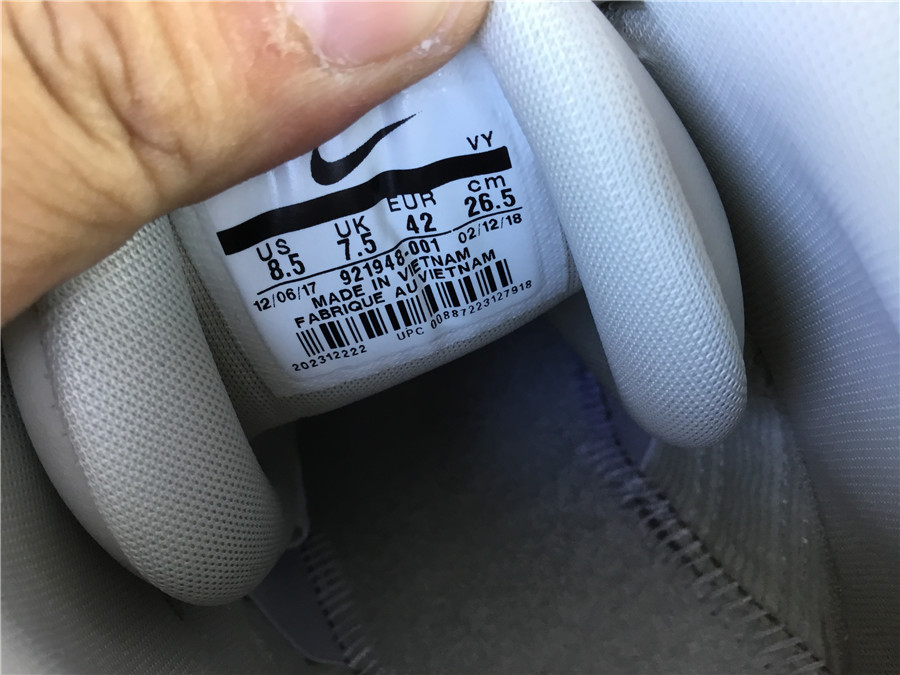 VY
US UK EUR cm
8.5 7.5 42 26.5
12/06/17 921948-001 02/12/18
MADE IN VIETNAM
FABRIQUE AU VIETNAM
202312222 UPC 00887223127918